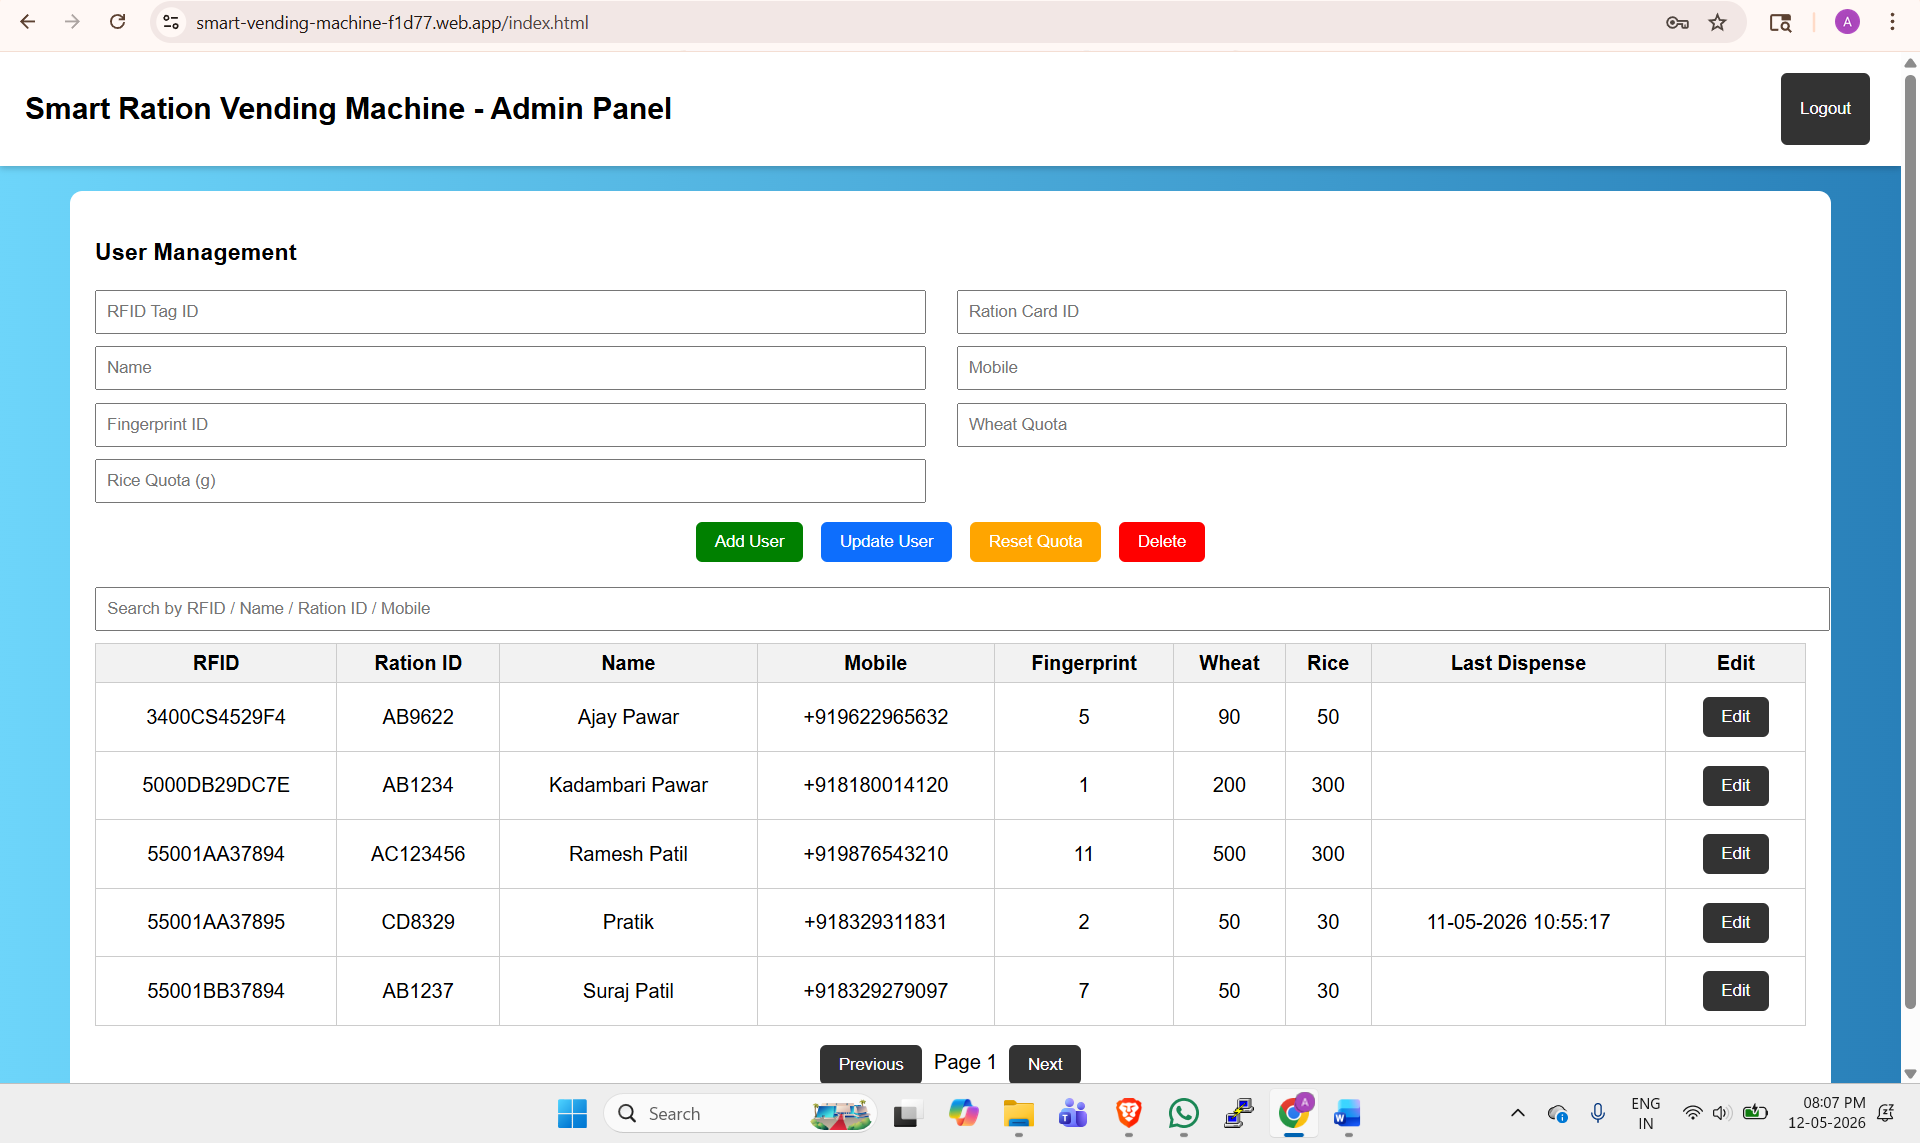 smart-vending-machine-f1d77.web.app/index.html
A
Smart Ration Vending Machine - Admin Panel
Logout
User Management
RFID Tag ID
Ration Card ID
Name
Mobile
Fingerprint ID
Wheat Quota
Rice Quota (g)
Add User Update User Reset Quota Delete
Search by RFID / Name / Ration ID / Mobile
RFID Ration ID Name Mobile Fingerprint Wheat Rice Last Dispense Edit
3400CS4529F4 AB9622 Ajay Pawar +919622965632 5 90 50 Edit
5000DB29DC7E AB1234 Kadambari Pawar +918180014120 1 200 300 Edit
55001AA37894 AC123456 Ramesh Patil +919876543210 11 500 300 Edit
55001AA37895 CD8329 Pratik +918329311831 2 50 30 11-05-2026 10:55:17 Edit
55001BB37894 AB1237 Suraj Patil +918329279097 7 50 30 Edit
Previous Page 1 Next
Search
A
ENG
IN
08:07 PM
12-05-2026